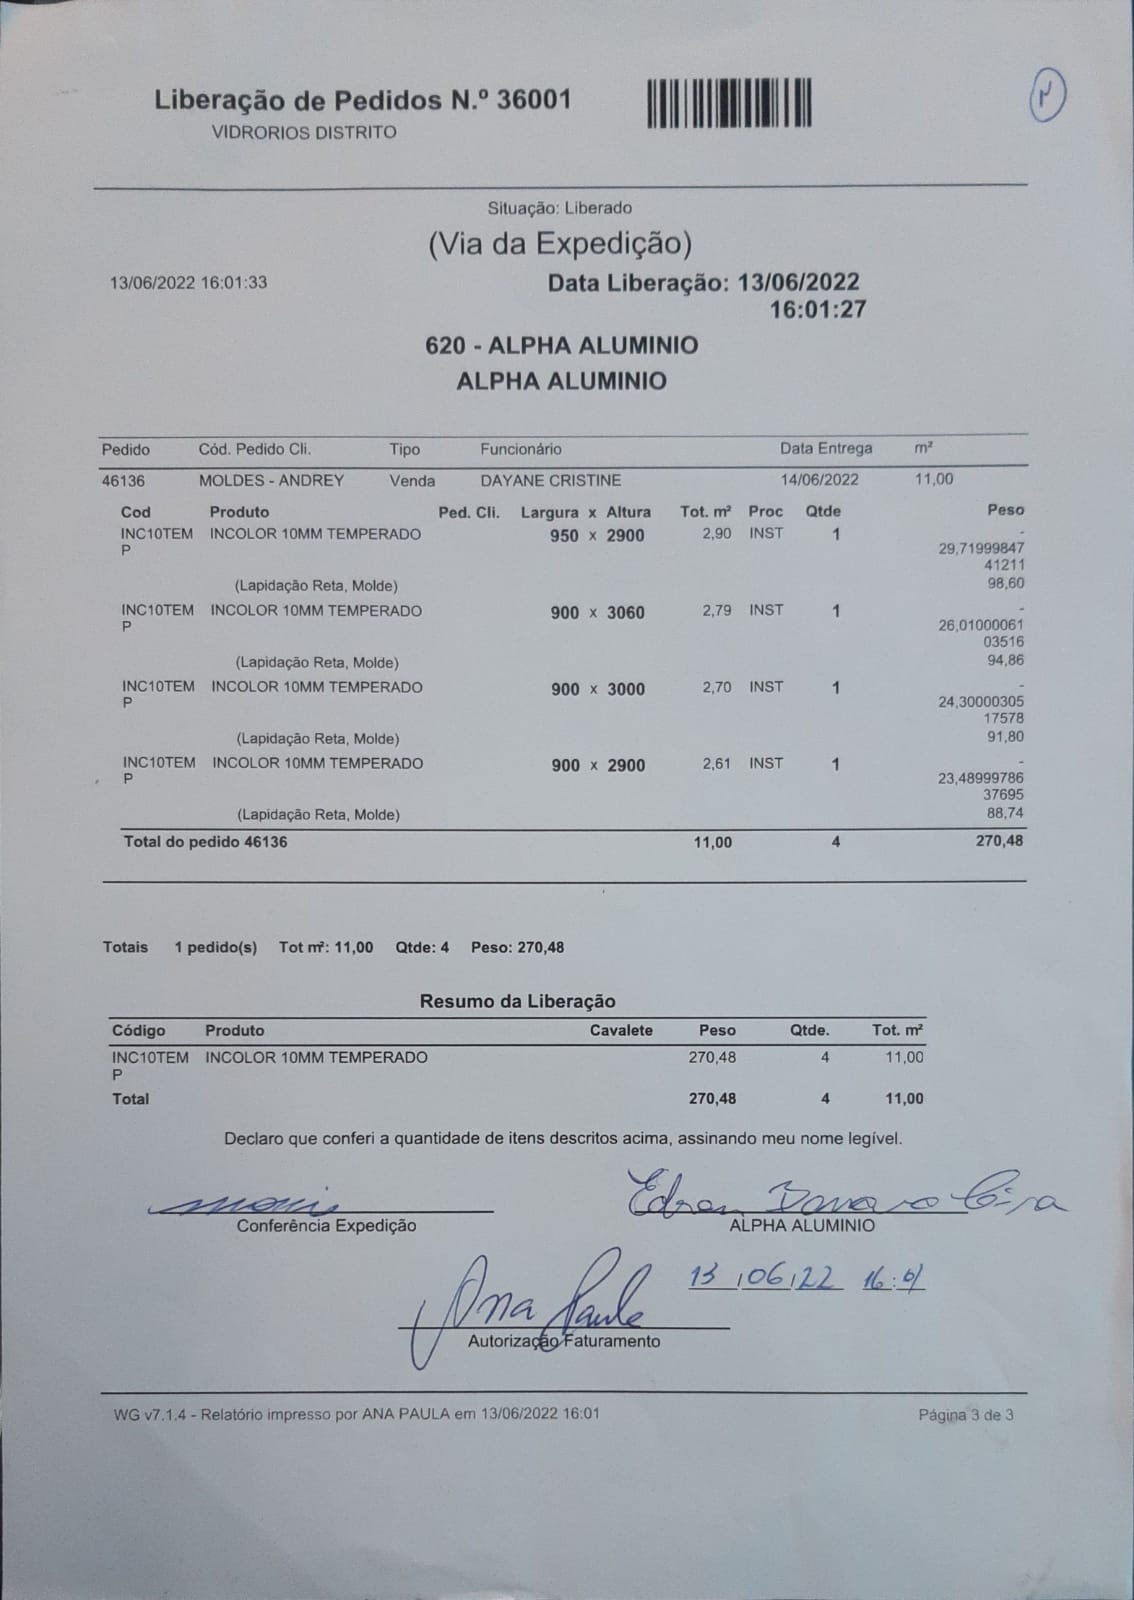 Liberação de Pedidos N.º 36001
VIDRORIOS DISTRITO
Situação: Liberado
(Via da Expedição)
13/06/2022 16:01:33
Data Liberação: 13/06/2022
16:01:27
620 - ALPHA ALUMINIO
ALPHA ALUMINIO
Pedido Cód. Pedido Cli. Tipo Funcionário Data Entrega m²
46136 MOLDES - ANDREY Venda DAYANE CRISTINE 14/06/2022 11,00
Cod Produto Ped. Cli. Largura x Altura Tot. m² Proc Qtde Peso
INC10TEM INCOLOR 10MM TEMPERADO 950 x 2900 2,90 INST 1 -
P 29,71999847
41211
(Lapidação Reta, Molde) 98,60
INC10TEM INCOLOR 10MM TEMPERADO 900 x 3060 2,79 INST 1 -
P 26,01000061
03516
(Lapidação Reta, Molde) 94,86
INC10TEM INCOLOR 10MM TEMPERADO 900 x 3000 2,70 INST 1 -
P 24,30000305
17578
(Lapidação Reta, Molde) 91,80
INC10TEM INCOLOR 10MM TEMPERADO 900 x 2900 2,61 INST 1 -
P 23,48999786
37695
(Lapidação Reta, Molde) 88,74
Total do pedido 46136 11,00 4 270,48
Totais 1 pedido(s) Tot m²: 11,00 Qtde: 4 Peso: 270,48
Resumo da Liberação
Código Produto Cavalete Peso Qtde. Tot. m²
INC10TEM INCOLOR 10MM TEMPERADO 270,48 4 11,00
P
Total 270,48 4 11,00
Declaro que conferi a quantidade de itens descritos acima, assinando meu nome legível.
Conferência Expedição ALPHA ALUMINIO
13/06/22 16:01
Ana Paula
Autorização Faturamento
WG v7.1.4 - Relatório impresso por ANA PAULA em 13/06/2022 16:01 Página 3 de 3